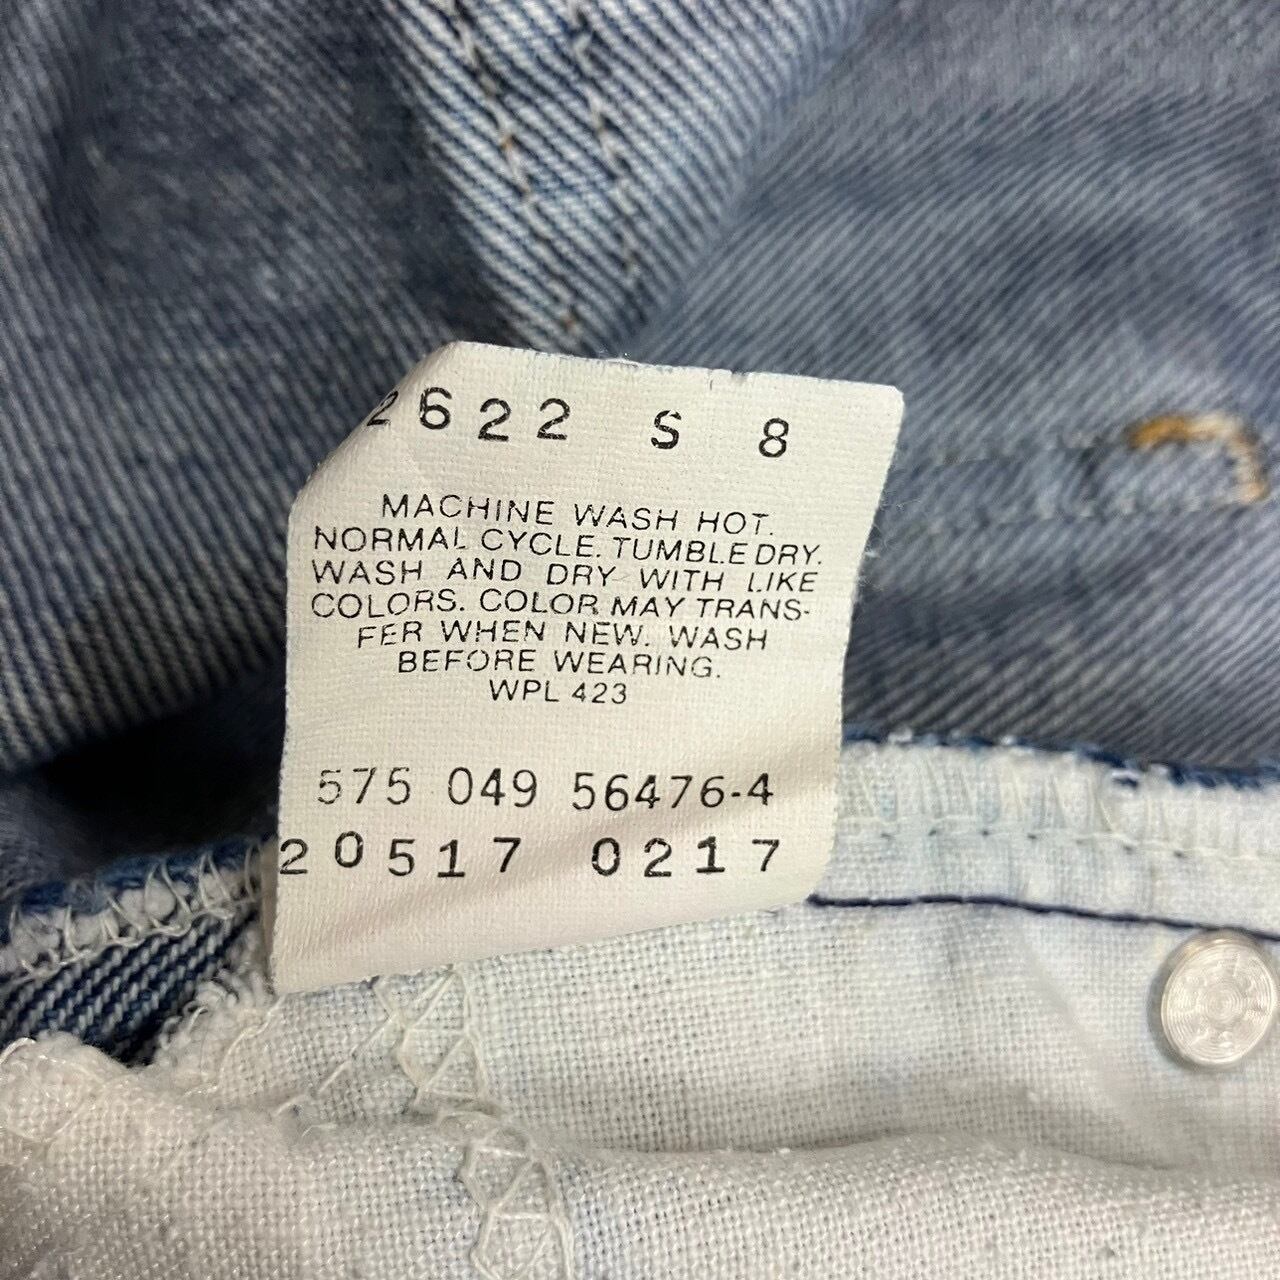 2622 S 8
MACHINE WASH HOT.
NORMAL CYCLE. TUMBLE DRY.
WASH AND DRY WITH LIKE
COLORS. COLOR MAY TRANS-
FER WHEN NEW. WASH
BEFORE WEARING.
WPL 423
575 049 56476-4
20517 0217